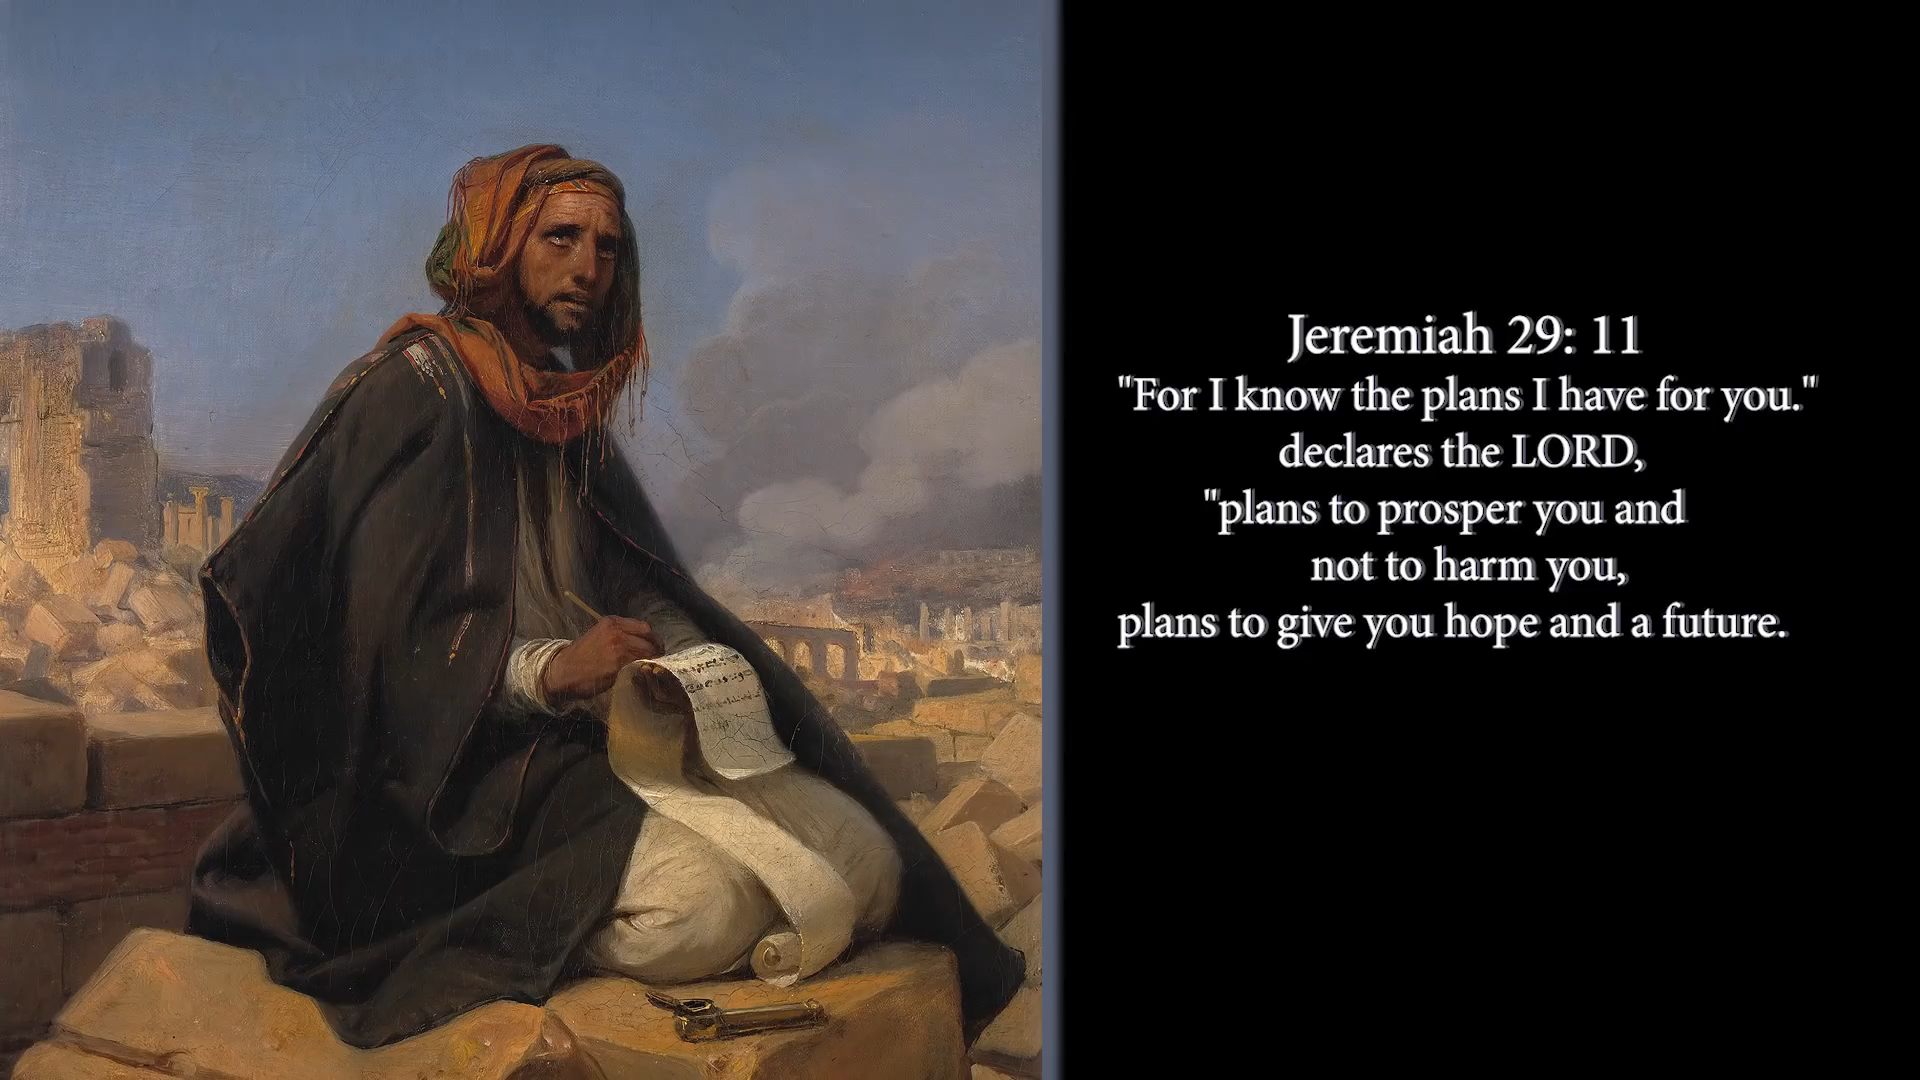 Jeremiah 29: 11
"For I know the plans I have for you."
declares the LORD,
"plans to prosper you and
not to harm you,
plans to give you hope and a future.